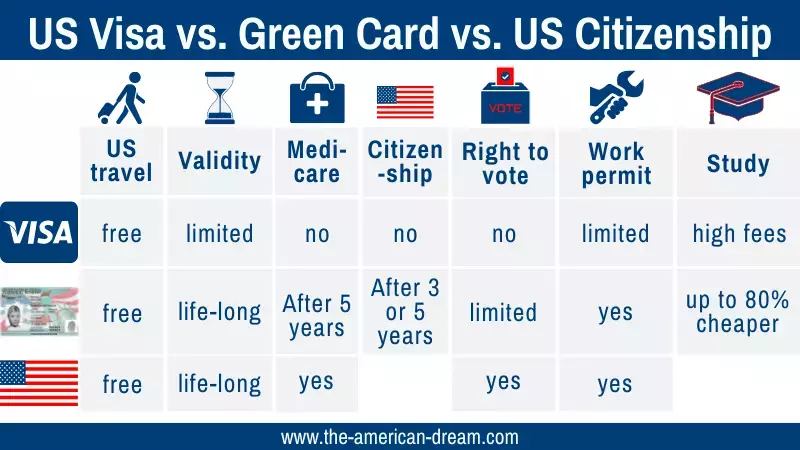 US Visa vs. Green Card vs. US Citizenship
VOTE
US
travel
Validity
Medi-
care
Citizen
-ship
Right to
vote
Work
permit
Study
VISA
free
limited
no
no
no
limited
high fees
free
life-long
After 5
years
After 3
or 5
years
limited
yes
up to 80%
cheaper
free
life-long
yes
yes
yes
www.the-american-dream.com